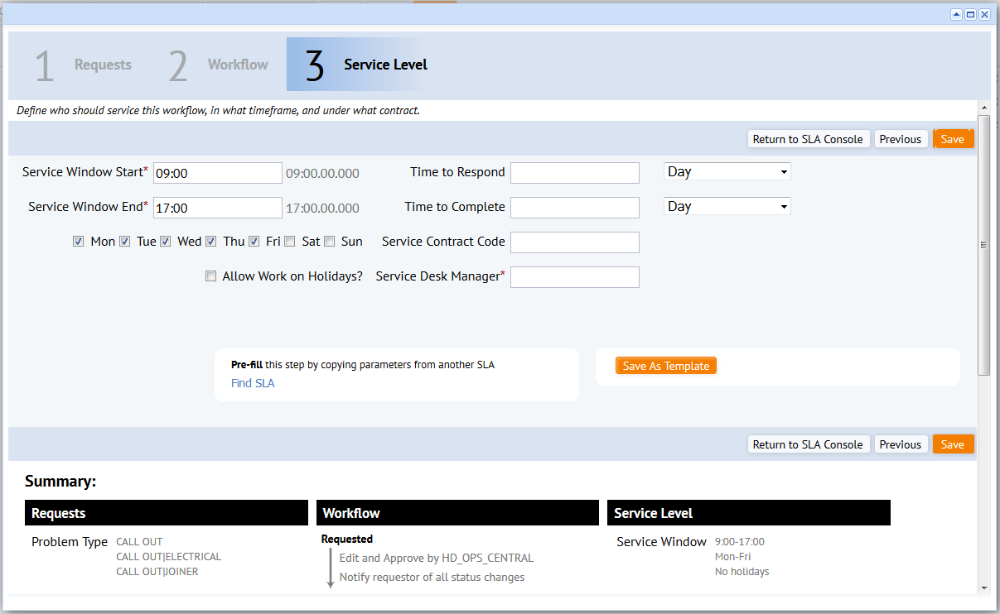 1 Requests 2 Workflow 3 Service Level
Define who should service this workflow, in what timeframe, and under what contract.
Return to SLA Console Previous Save
Service Window Start* 09:00 09:00.00.000 Time to Respond Day
Service Window End* 17:00 17:00.00.000 Time to Complete Day
Mon Tue Wed Thu Fri Sat Sun Service Contract Code
Allow Work on Holidays? Service Desk Manager*
Pre-fill this step by copying parameters from another SLA
Find SLA
Save As Template
Return to SLA Console Previous Save
Summary:
Requests Workflow Service Level
Problem Type CALL OUT
CALL OUT|ELECTRICAL
CALL OUT|JOINER
Requested
Edit and Approve by HD_OPS_CENTRAL
Notify requestor of all status changes
Service Window 9:00-17:00
Mon-Fri
No holidays